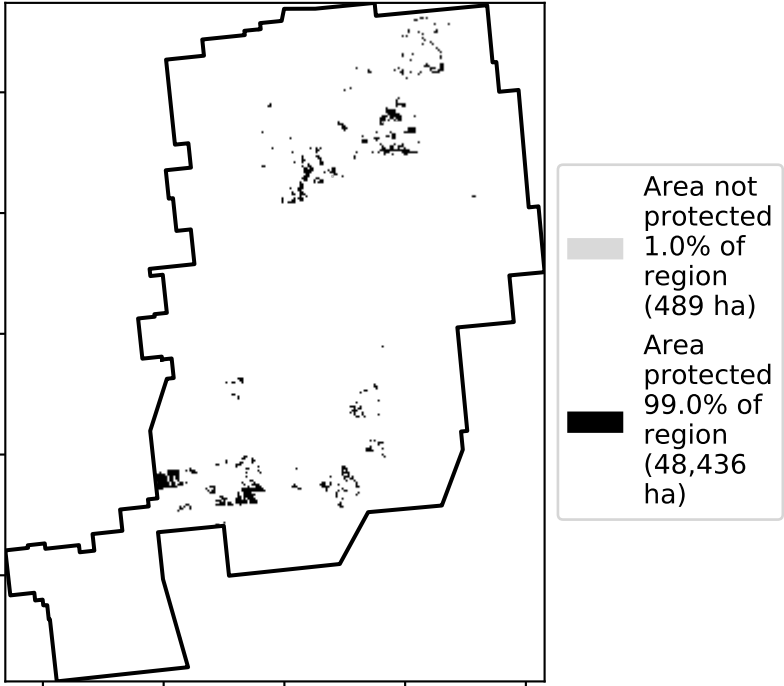 Area not
protected
1.0% of
region
(489 ha)
Area
protected
99.0% of
region
(48,436
ha)